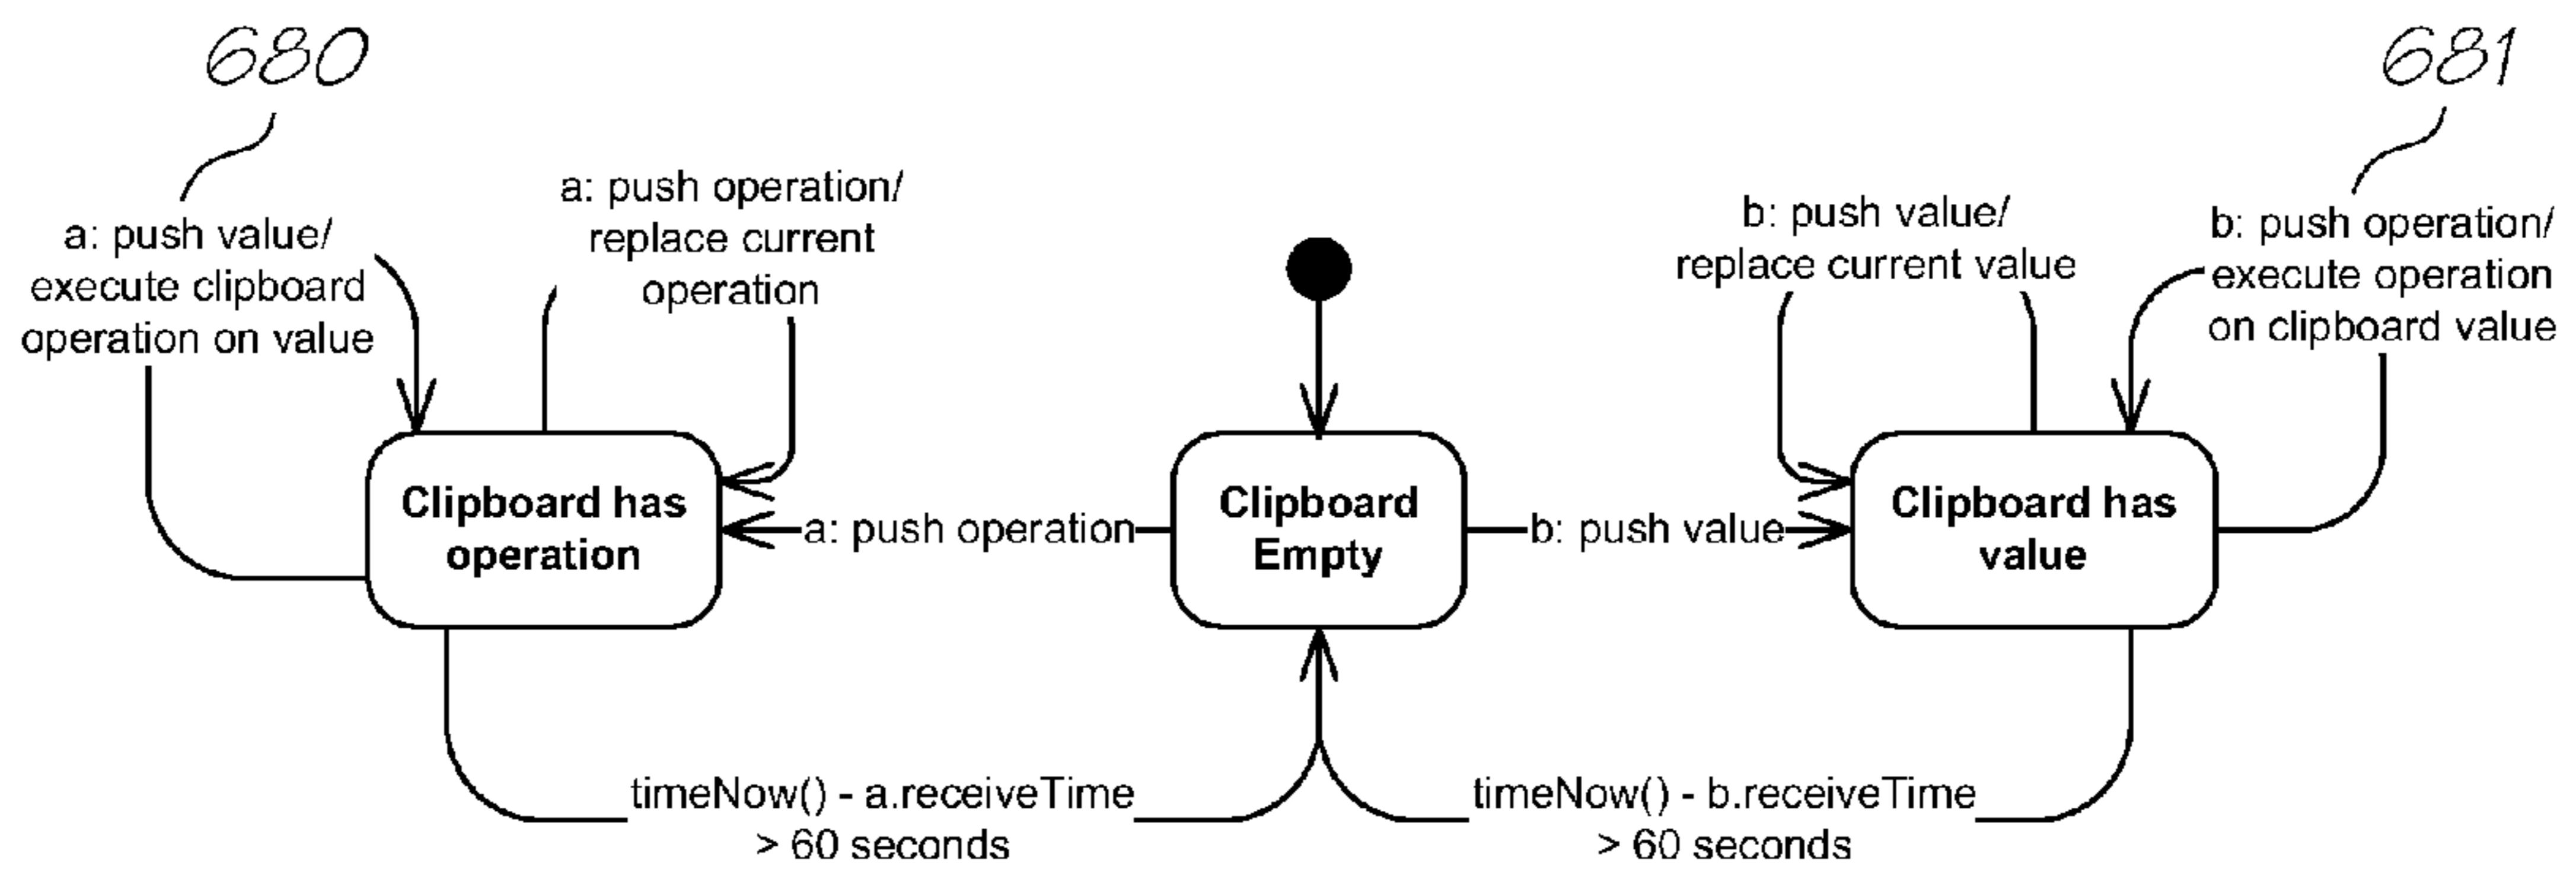 680
681
a: push value/
execute clipboard
operation on value
a: push operation/
replace current
operation
b: push value/
replace current value
b: push operation/
execute operation
on clipboard value
Clipboard has
operation
a: push operation
Clipboard
Empty
b: push value
Clipboard has
value
timeNow() - a.receiveTime
> 60 seconds
timeNow() - b.receiveTime
> 60 seconds